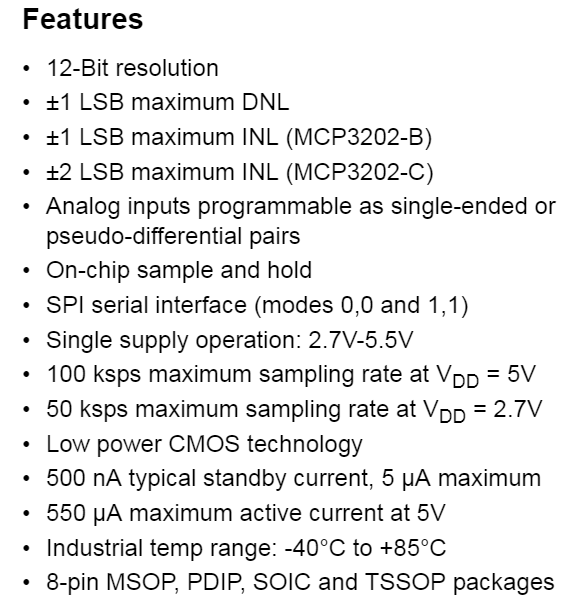 Features
• 12-Bit resolution
• ±1 LSB maximum DNL
• ±1 LSB maximum INL (MCP3202-B)
• ±2 LSB maximum INL (MCP3202-C)
• Analog inputs programmable as single-ended or
pseudo-differential pairs
• On-chip sample and hold
• SPI serial interface (modes 0,0 and 1,1)
• Single supply operation: 2.7V-5.5V
• 100 ksps maximum sampling rate at VDD = 5V
• 50 ksps maximum sampling rate at VDD = 2.7V
• Low power CMOS technology
• 500 nA typical standby current, 5 µA maximum
• 550 µA maximum active current at 5V
• Industrial temp range: -40°C to +85°C
• 8-pin MSOP, PDIP, SOIC and TSSOP packages